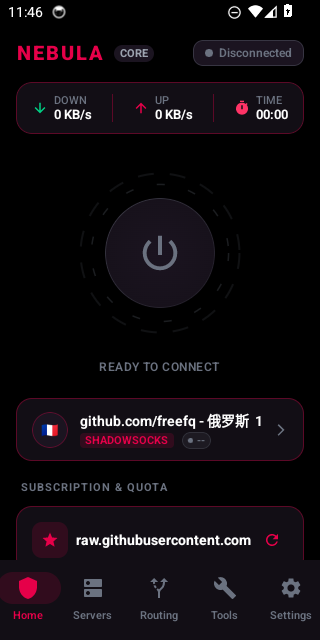 11:46
NEBULA CORE Disconnected
DOWN
0 KB/s
UP
0 KB/s
TIME
00:00
READY TO CONNECT
github.com/freefq - 俄罗斯 1
SHADOWSOCKS --
SUBSCRIPTION & QUOTA
raw.githubusercontent.com
Home Servers Routing Tools Settings